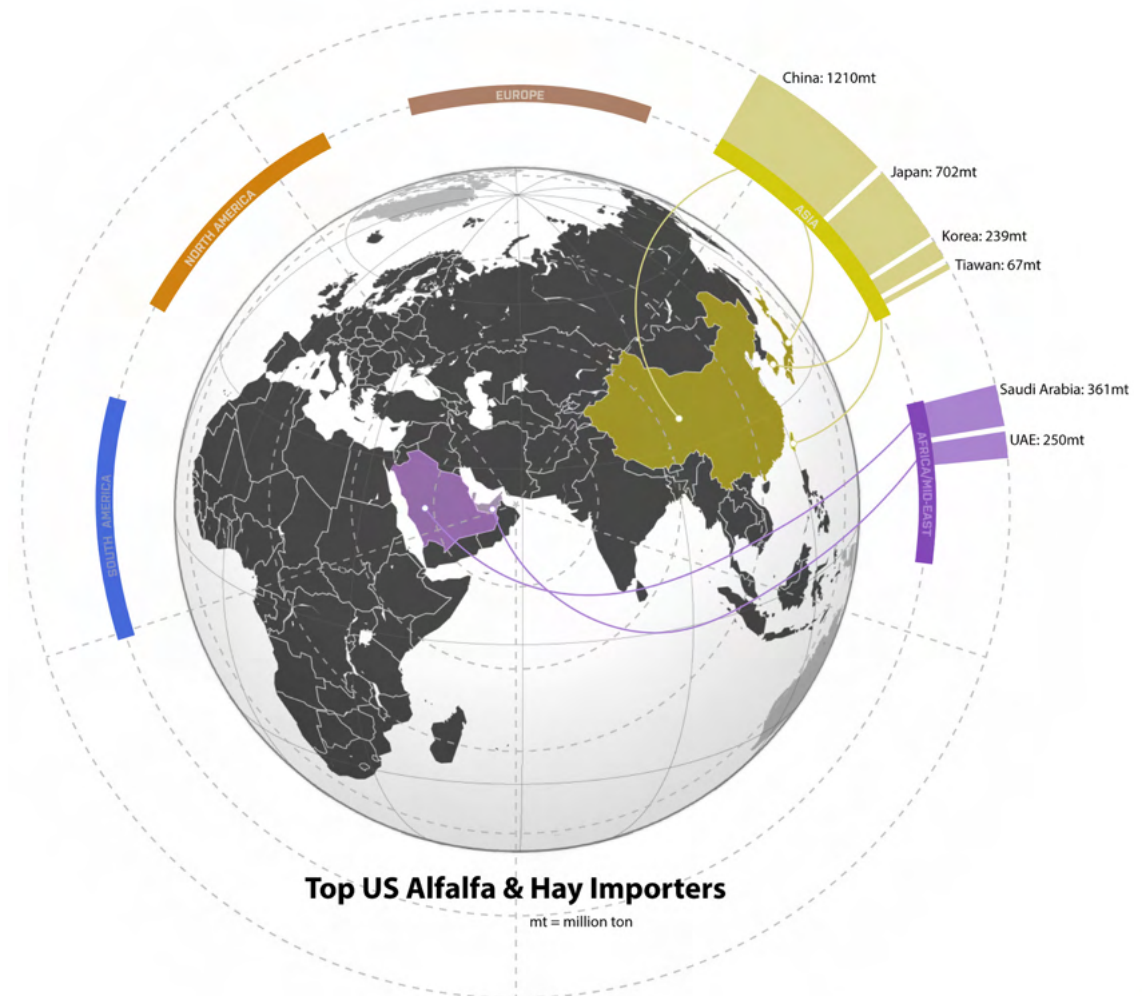 EUROPE
China: 1210mt
NORTH AMERICA
Japan: 702mt
ASIA
Korea: 239mt
Tiawan: 67mt
Saudi Arabia: 361mt
SOUTH AMERICA
AFRICA/MID-EAST
UAE: 250mt
Top US Alfalfa & Hay Importers
mt = million ton